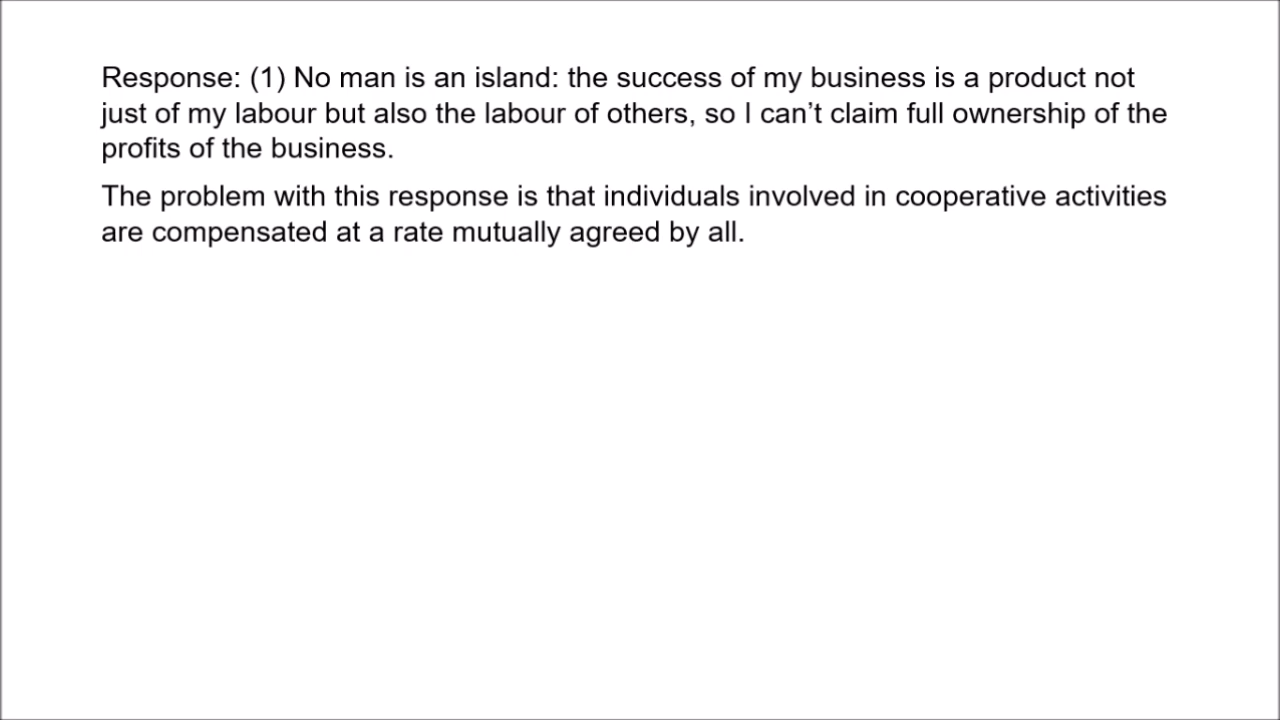 Response: (1) No man is an island: the success of my business is a product not
just of my labour but also the labour of others, so I can’t claim full ownership of the
profits of the business.
The problem with this response is that individuals involved in cooperative activities
are compensated at a rate mutually agreed by all.